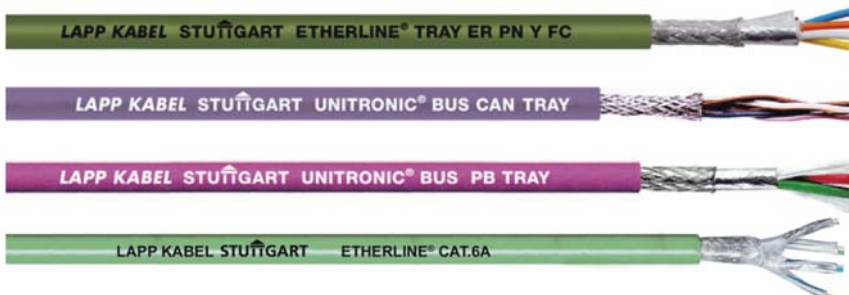 LAPP KABEL STUTTGART ETHERLINE® TRAY ER PN Y FC
LAPP KABEL STUTTGART UNITRONIC® BUS CAN TRAY
LAPP KABEL STUTTGART UNITRONIC® BUS PB TRAY
LAPP KABEL STUTTGART ETHERLINE® CAT.6A